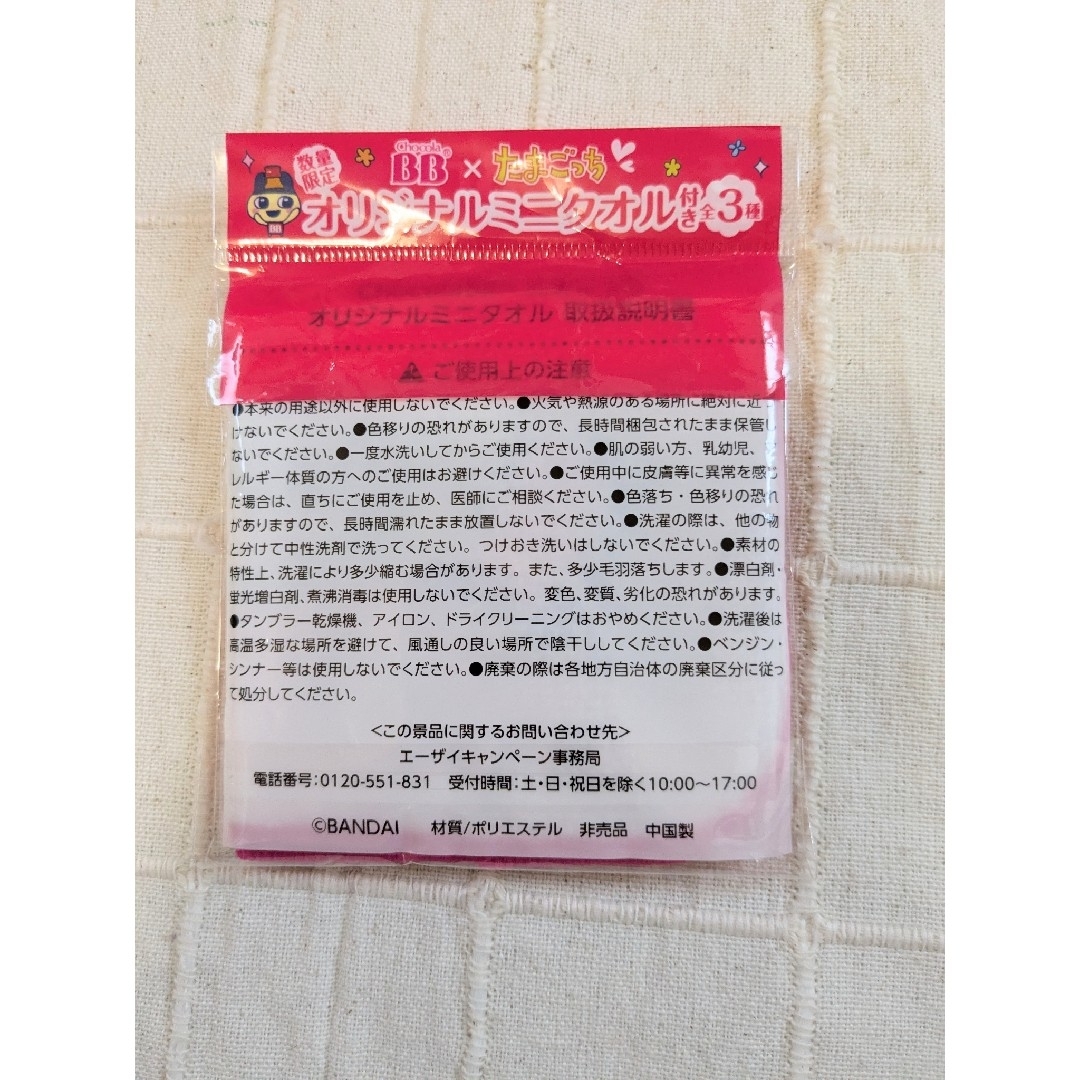 数量
限定
Chocola
BB®
×
たまごっち
オリジナルミニタオル付き全3種
オリジナルミニタオル 取扱説明書
ご使用上の注意
●本来の用途以外に使用しないでください。●火気や熱源のある場所に絶対に近
けないでください。●色移りの恐れがありますので、長時間梱包されたまま保管し
ないでください。●一度水洗いしてからご使用ください。●肌の弱い方、乳幼児、ア
レルギー体質の方へのご使用はお避けください。●ご使用中に皮膚等に異常を感じ
た場合は、直ちにご使用を止め、医師にご相談ください。●色落ち・色移りの恐れ
がありますので、長時間濡れたまま放置しないでください。●洗濯の際は、他の物
と分けて中性洗剤で洗ってください。つけおき洗いはしないでください。●素材の
特性上、洗濯により多少縮む場合があります。また、多少毛羽落ちします。●漂白剤・
蛍光増白剤、煮沸消毒は使用しないでください。変色、変質、劣化の恐れがあります。
●タンブラー乾燥機、アイロン、ドライクリーニングはおやめください。●洗濯後は
高温多湿な場所を避けて、風通しの良い場所で陰干ししてください。●ベンジン・
シンナー等は使用しないでください。●廃棄の際は各地方自治体の廃棄区分に従っ
て処分してください。
＜この景品に関するお問い合わせ先＞
エーザイキャンペーン事務局
電話番号：0120-551-831 受付時間：土・日・祝日を除く10:00〜17:00
©BANDAI 材質/ポリエステル 非売品 中国製